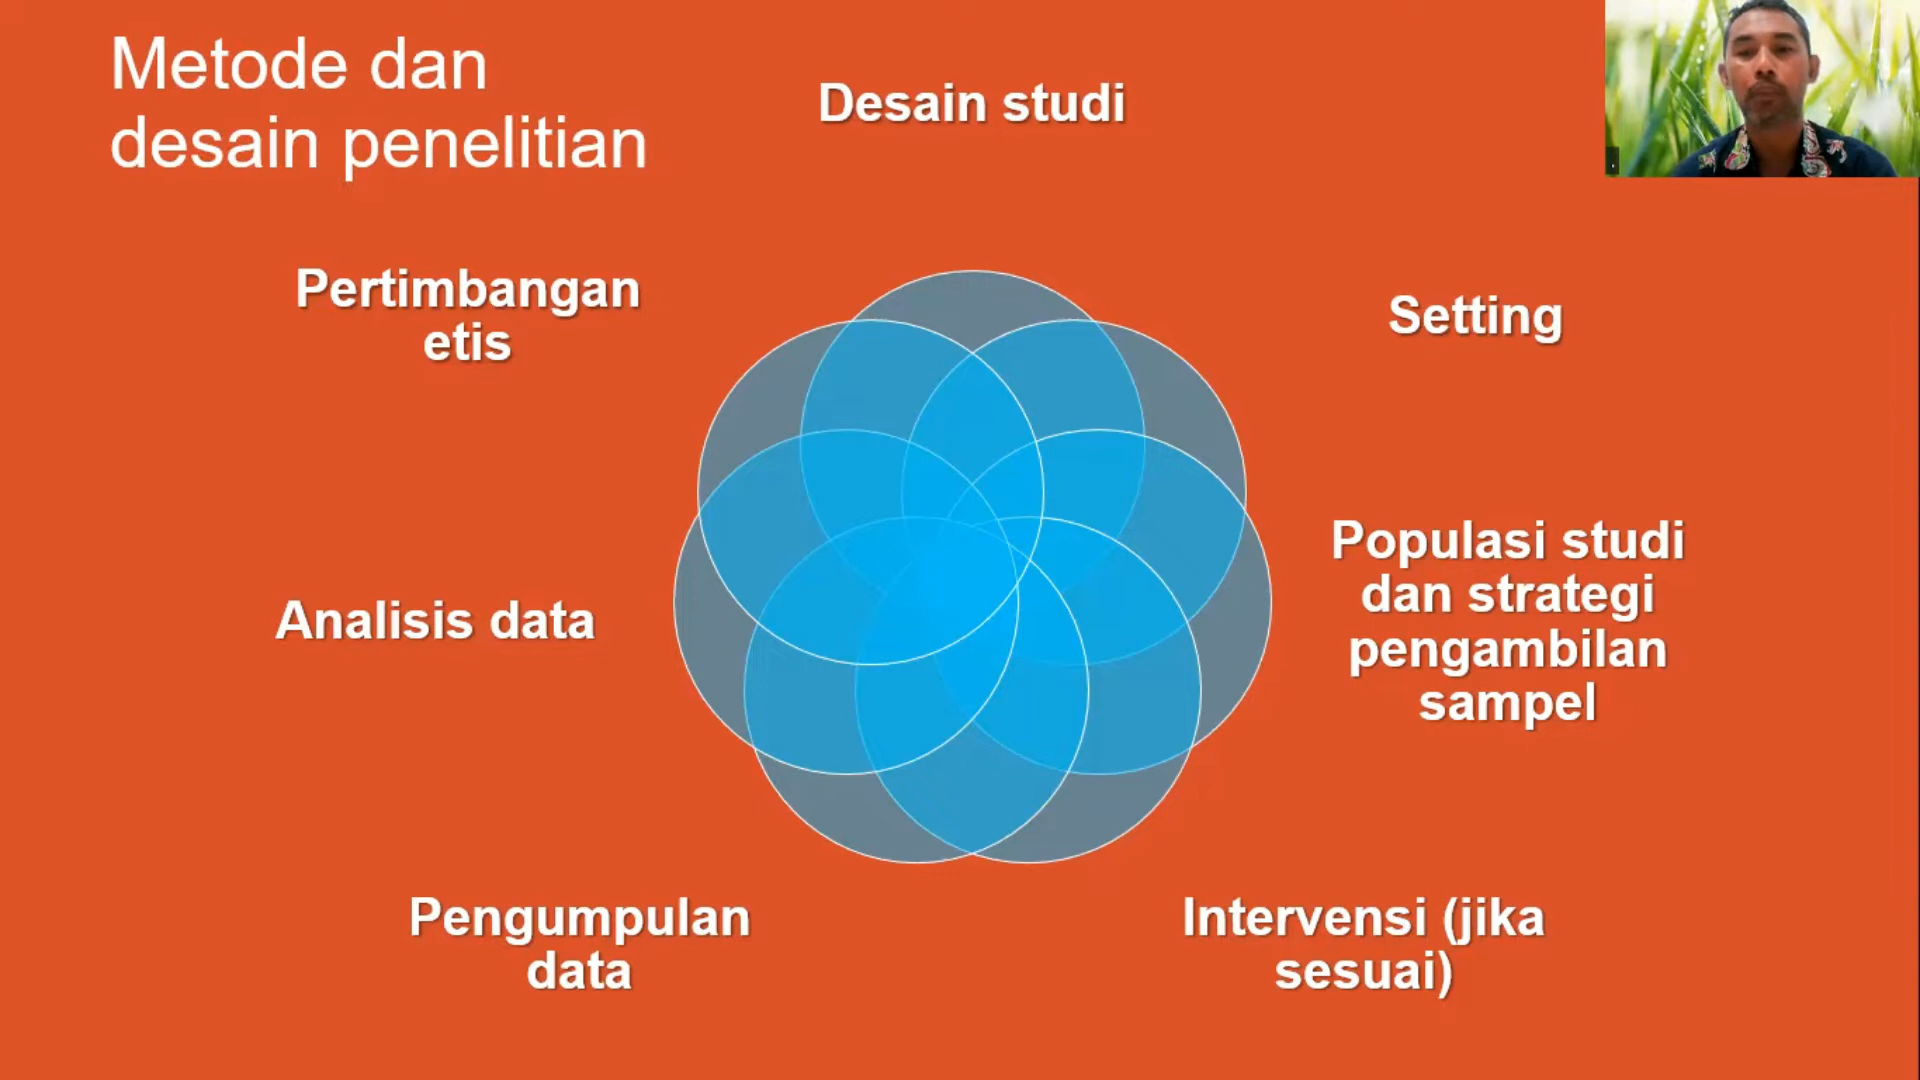 Metode dan
desain penelitian
Desain studi
Setting
Populasi studi
dan strategi
pengambilan
sampel
Intervensi (jika
sesuai)
Pengumpulan
data
Analisis data
Pertimbangan
etis